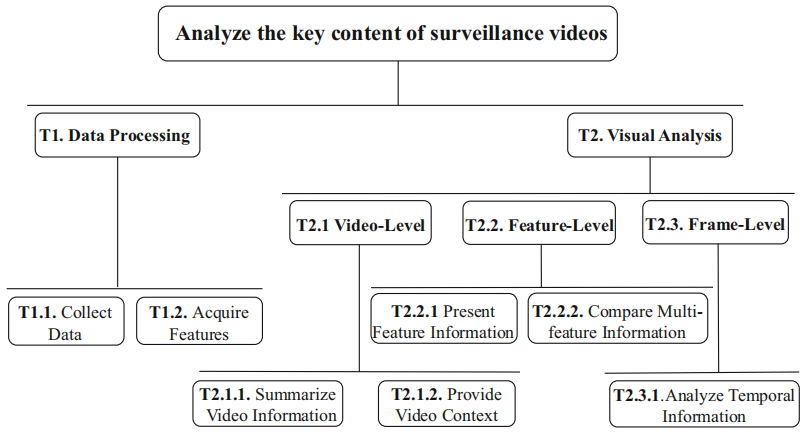 Analyze the key content of surveillance videos
T1. Data Processing
T2. Visual Analysis
T2.1 Video-Level
T2.2. Feature-Level
T2.3. Frame-Level
T1.1. Collect
Data
T1.2. Acquire
Features
T2.2.1 Present
Feature Information
T2.2.2. Compare Multi-
feature Information
T2.1.1. Summarize
Video Information
T2.1.2. Provide
Video Context
T2.3.1.Analyze Temporal
Information